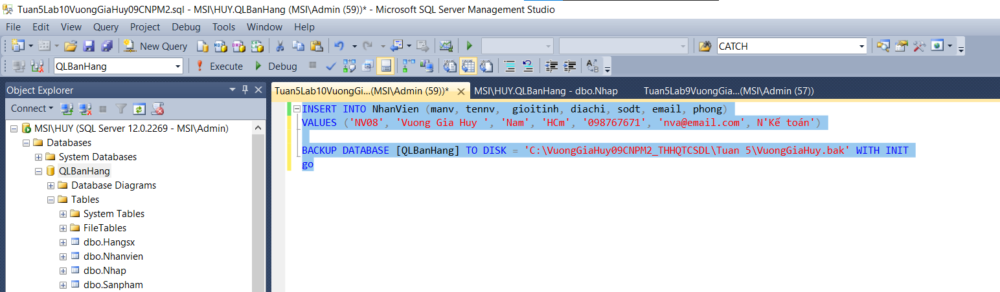 Tuan5Lab10VuongGiaHuy09CNPM2.sql - MSI\HUY.QLBanHang (MSI\Admin (59))* - Microsoft SQL Server Management Studio
File Edit View Query Project Debug Tools Window Help
New Query CATCH
QLBanHang Execute Debug
Object Explorer
Connect
MSI\HUY (SQL Server 12.0.2269 - MSI\Admin)
Databases
System Databases
QLBanHang
Database Diagrams
Tables
System Tables
FileTables
dbo.Hangsx
dbo.Nhanvien
dbo.Nhap
dbo.Sanpham
Tuan5Lab10VuongGi...(MSI\Admin (59))* MSI\HUY.QLBanHang - dbo.Nhap Tuan5Lab9VuongGia...(MSI\Admin (57))
INSERT INTO NhanVien (manv, tennv,  gioitinh, diachi, sodt, email, phong)
VALUES ('NV08', 'Vuong Gia Huy ', 'Nam', 'HCm', '098767671', 'nva@email.com', N'Kế toán')
BACKUP DATABASE [QLBanHang] TO DISK = 'C:\VuongGiaHuy09CNPM2_THHQTCSDL\Tuan 5\VuongGiaHuy.bak' WITH INIT
go